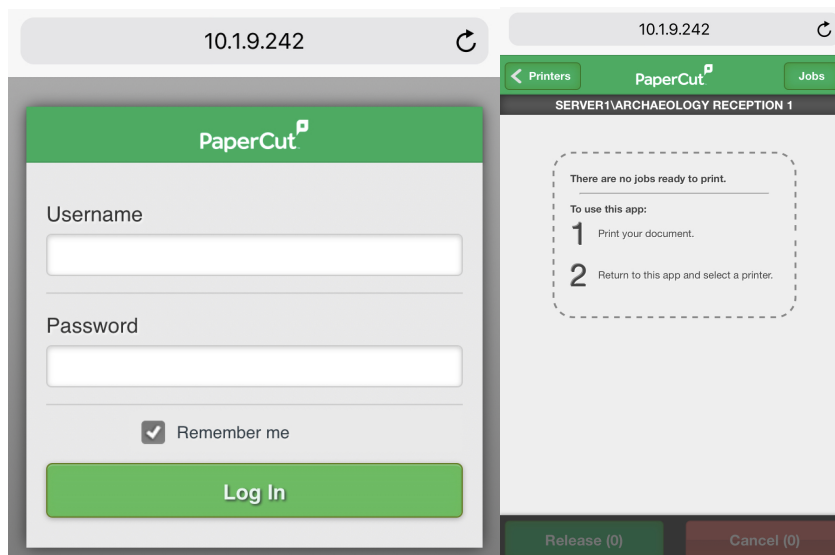 10.1.9.242
PaperCut
Username
Password
Remember me
Log In
10.1.9.242
Printers
PaperCut
Jobs
SERVER1\ARCHAEOLOGY RECEPTION 1
There are no jobs ready to print.
To use this app:
1 Print your document.
2 Return to this app and select a printer.
Release (0)
Cancel (0)